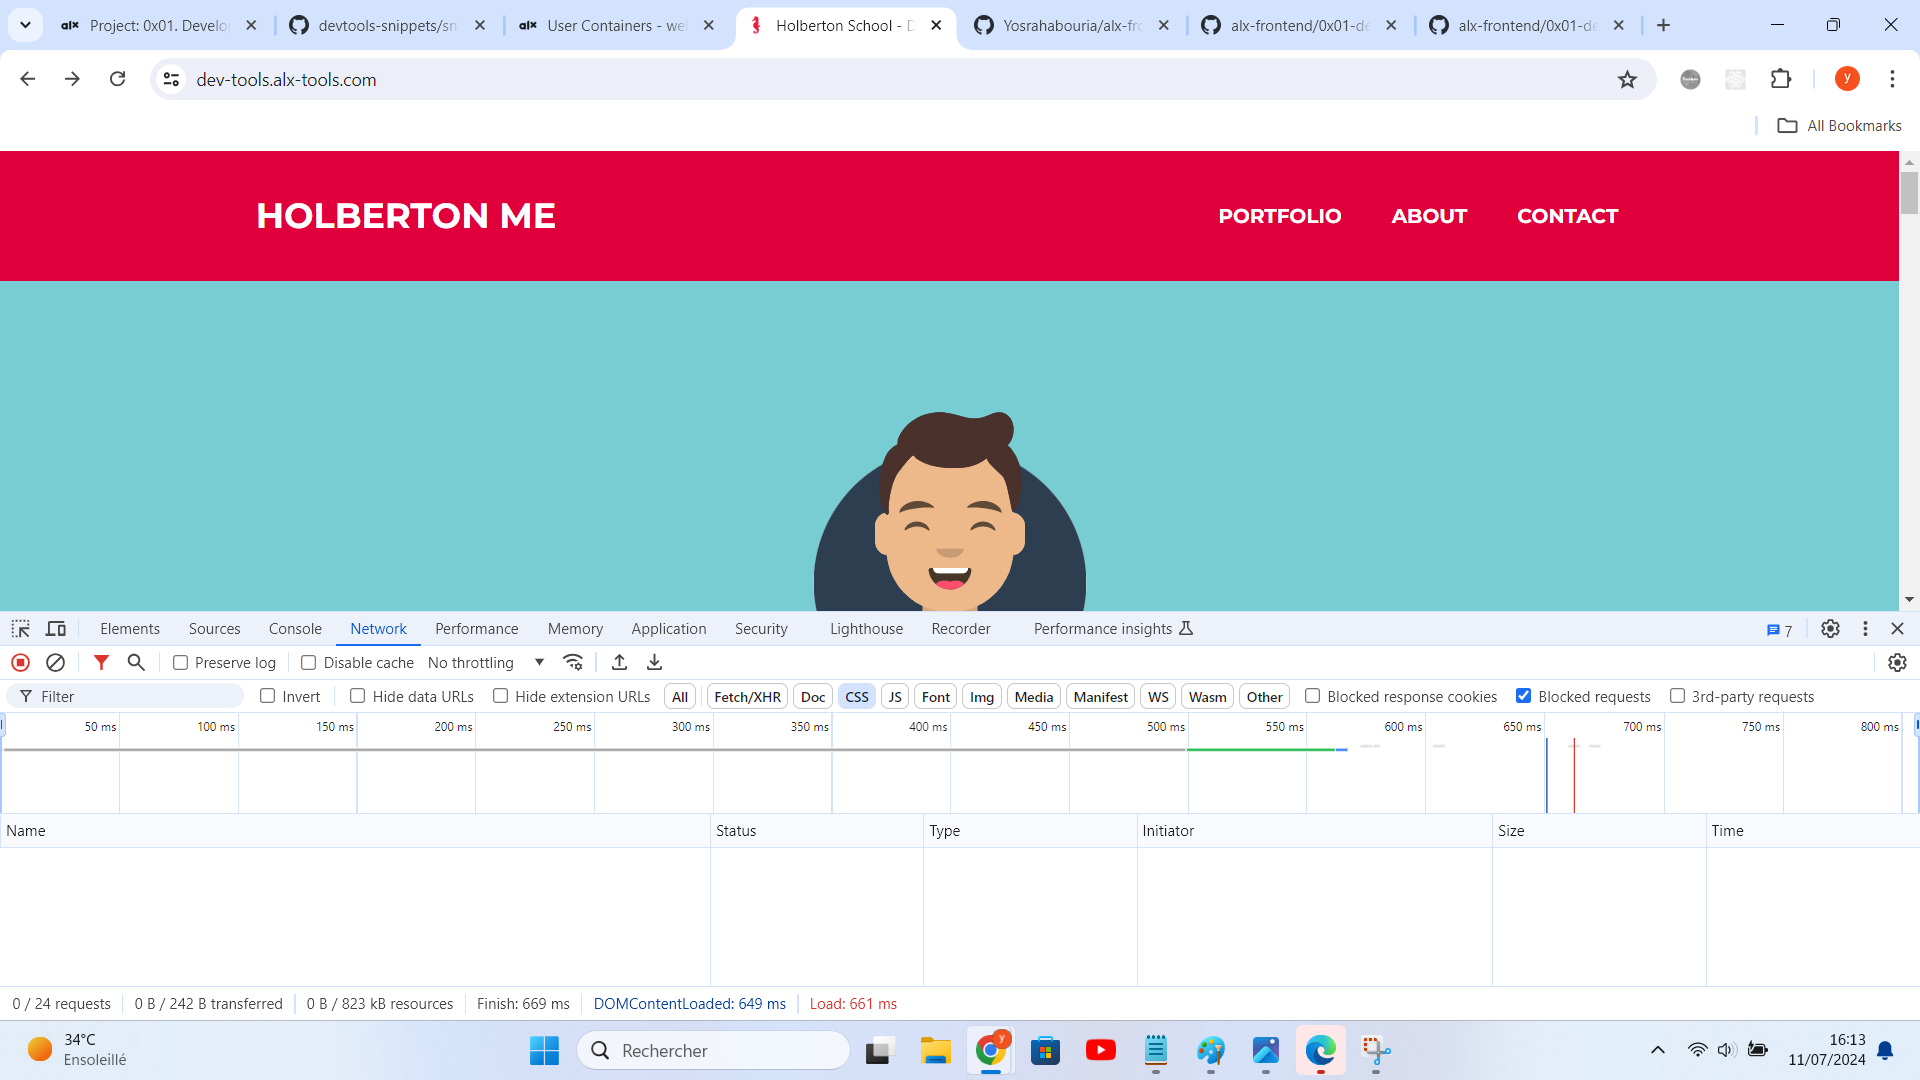 Project: 0x01. Develo
devtools-snippets/sn
User Containers - we
Holberton School - D
Yosrahabouria/alx-fr
alx-frontend/0x01-de
alx-frontend/0x01-de
dev-tools.alx-tools.com
y
All Bookmarks
HOLBERTON ME
PORTFOLIO ABOUT CONTACT
Elements Sources Console Network Performance Memory Application Security Lighthouse Recorder Performance insights 7
Preserve log Disable cache No throttling
Filter Invert Hide data URLs Hide extension URLs All Fetch/XHR Doc CSS JS Font Img Media Manifest WS Wasm Other Blocked response cookies Blocked requests 3rd-party requests
50 ms 100 ms 150 ms 200 ms 250 ms 300 ms 350 ms 400 ms 450 ms 500 ms 550 ms 600 ms 650 ms 700 ms 750 ms 800 ms
Name Status Type Initiator Size Time
0 / 24 requests 0 B / 242 B transferred 0 B / 823 kB resources Finish: 669 ms DOMContentLoaded: 649 ms Load: 661 ms
34°C
Ensoleillé
Rechercher
y
16:13
11/07/2024